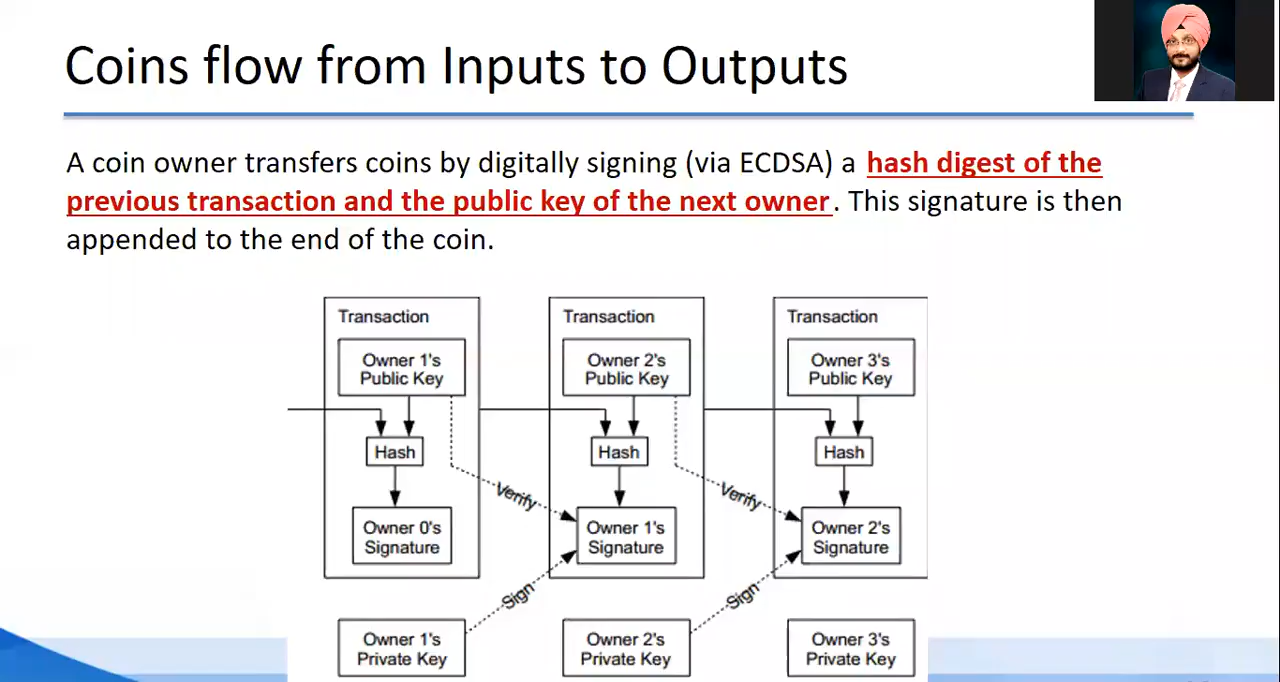 Coins flow from Inputs to Outputs
A coin owner transfers coins by digitally signing (via ECDSA) a hash digest of the
previous transaction and the public key of the next owner. This signature is then
appended to the end of the coin.
Transaction
Owner 1's
Public Key
Hash
Owner 0's
Signature
Transaction
Owner 2's
Public Key
Hash
Verify
Owner 1's
Signature
Transaction
Owner 3's
Public Key
Hash
Verify
Owner 2's
Signature
Sign
Sign
Owner 1's
Private Key
Owner 2's
Private Key
Owner 3's
Private Key